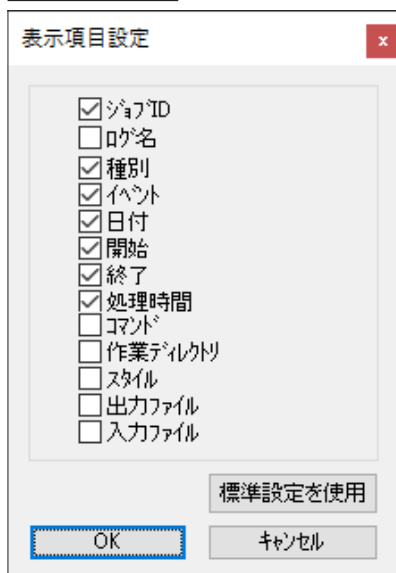 表示項目設定
x
ｼﾞｮﾌﾞID
ﾛｸﾞ名
種別
ｲﾍﾞﾝﾄ
日付
開始
終了
処理時間
ｺﾏﾝﾄﾞ
作業ﾃﾞｨﾚｸﾄﾘ
ｽﾀｲﾙ
出力ﾌｧｲﾙ
入力ﾌｧｲﾙ
標準設定を使用
OK
ｷｬﾝｾﾙ